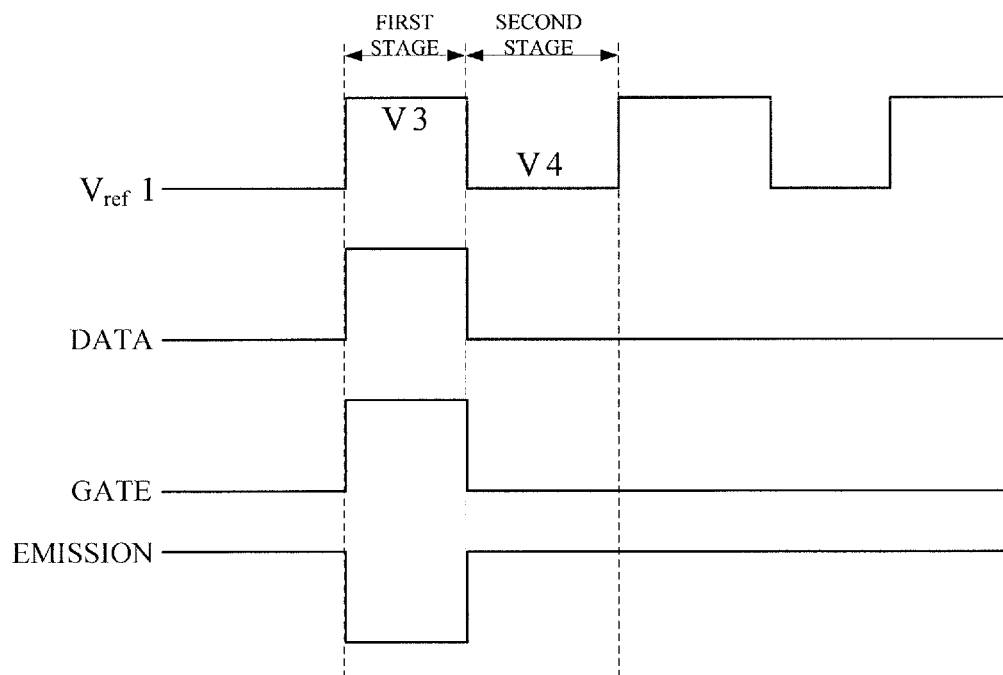 FIRST STAGE
SECOND STAGE
V3
V4
Vref 1
DATA
GATE
EMISSION